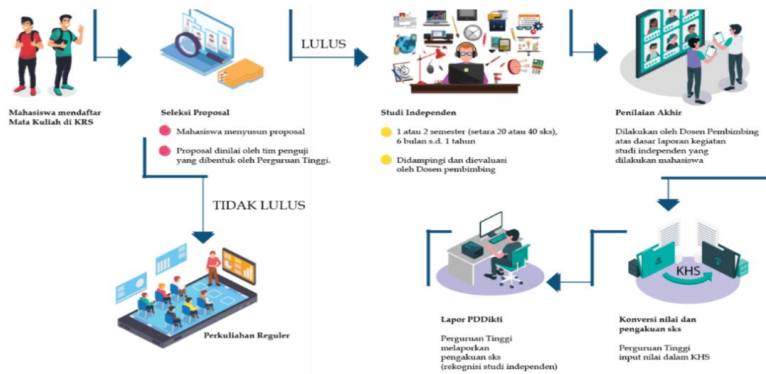 LULUS
Mahasiswa mendaftar
Mata Kuliah di KRS
Seleksi Proposal
Mahasiswa menyusun proposal
Proposal dinilai oleh tim penguji
yang dibentuk oleh Perguruan Tinggi.
Studi Independen
1 atau 2 semester (setara 20 atau 40 sks),
6 bulan s.d. 1 tahun
Didampingi dan dievaluasi
oleh Dosen pembimbing
Penilaian Akhir
Dilakukan oleh Dosen Pembimbing
atas dasar laporan kegiatan
studi independen yang
dilakukan mahasiswa
TIDAK LULUS
Perkuliahan Reguler
KHS
Konversi nilai dan
pengakuan sks
Perguruan Tinggi
input nilai dalam KHS
Lapor PDDikti
Perguruan Tinggi
melaporkan
pengakuan sks
(rekognisi studi independen)